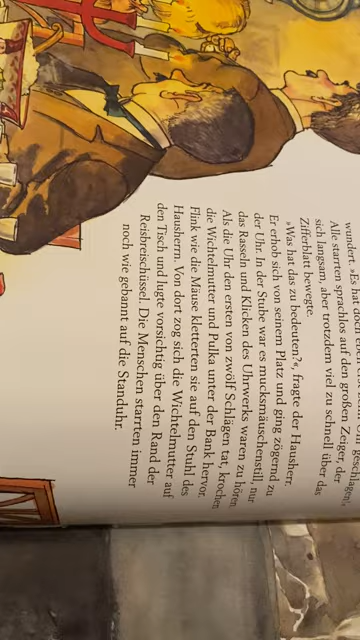 wundert. »Es hat doch eben erst Uhr geschlagen!«
Alle starrten sprachlos auf den großen Zeiger, der
sich langsam, aber trotzdem viel zu schnell über das
Zifferblatt bewegte.
»Was hat das zu bedeuten?«, fragte der Hausherr.
Er erhob sich von seinem Platz und ging zögernd zu
der Uhr. In der Stube war es mucksmäuschenstill, nur
das Rasseln und Klicken des Uhrwerks waren zu hören.
Als die Uhr den ersten von zwölf Schlägen tat, krochen
die Wichtelmutter und Pulka unter der Bank hervor.
Flink wie die Mäuse kletterten sie auf den Stuhl des
Hausherrn. Von dort zog sich die Wichtelmutter auf
den Tisch und lugte vorsichtig über den Rand der
Reisbreischüssel. Die Menschen starrten immer
noch wie gebannt auf die Standuhr.